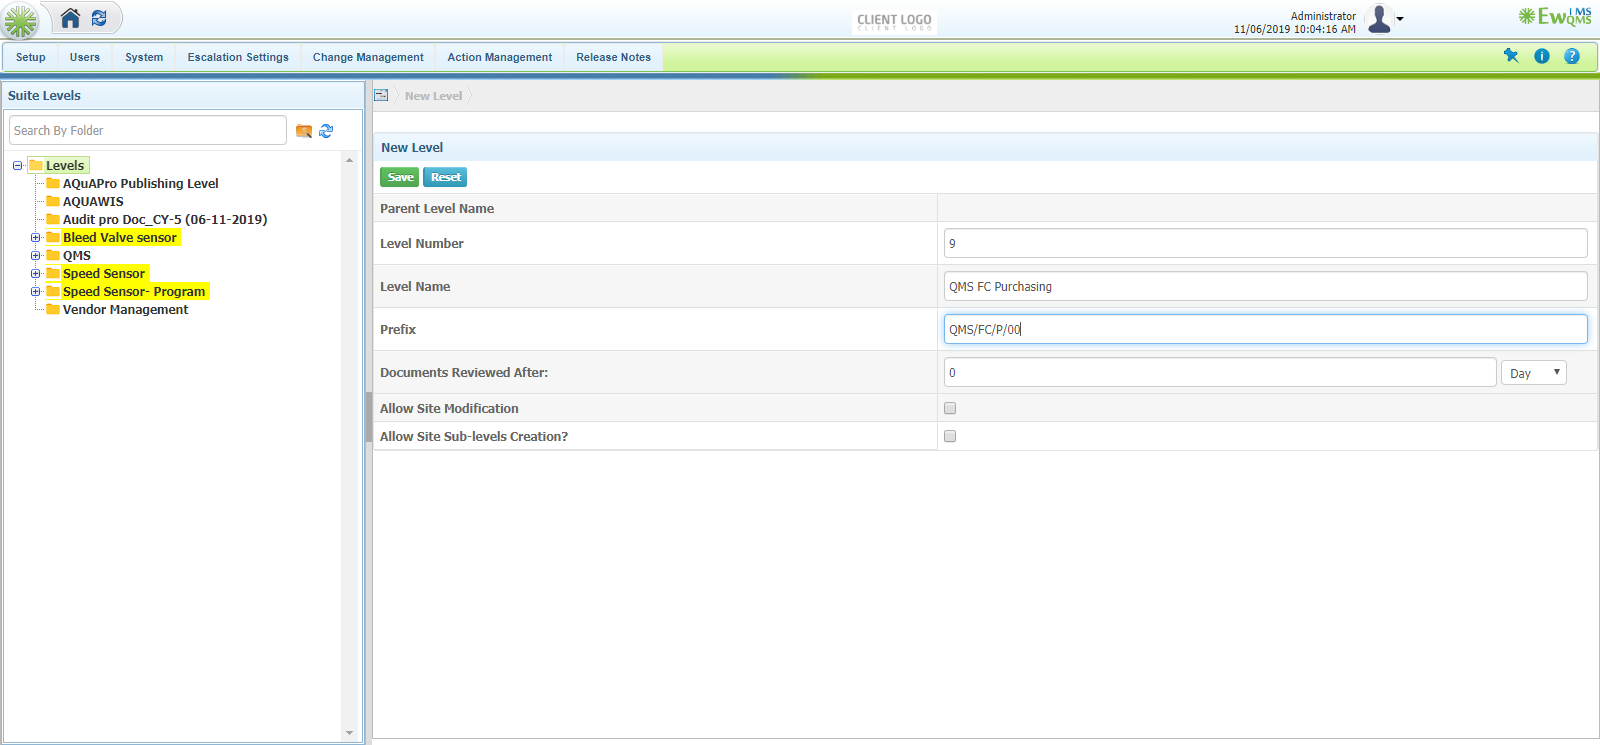 Administrator
11/06/2019 10:04:16 AM
CLIENT LOGO
CLIENT LOGO
EwQMS
IMS
Setup Users System Escalation Settings Change Management Action Management Release Notes
Suite Levels
Search By Folder
Levels
AQuAPro Publishing Level
AQUAWIS
Audit pro Doc_CY-5 (06-11-2019)
Bleed Valve sensor
QMS
Speed Sensor
Speed Sensor- Program
Vendor Management
New Level
New Level
Save Reset
Parent Level Name
Level Number 9
Level Name QMS FC Purchasing
Prefix QMS/FC/P/00
Documents Reviewed After: 0 Day
Allow Site Modification
Allow Site Sub-levels Creation?